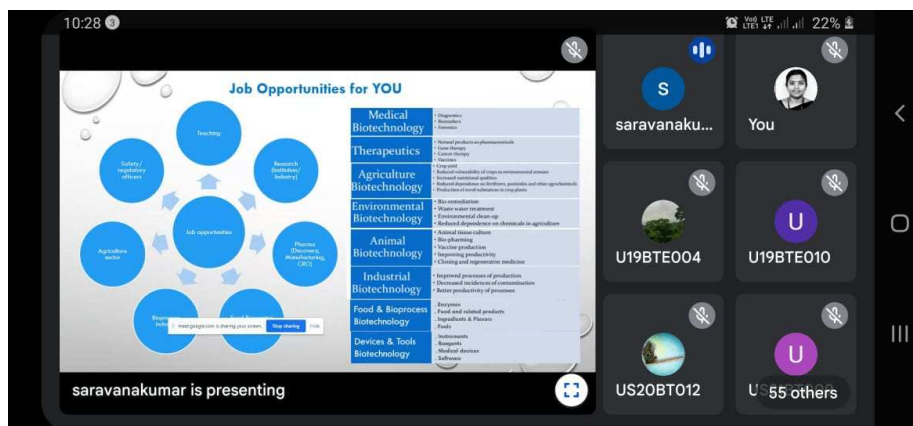 10:28 3
Vo)) LTE
LTE1 22%
Job Opportunities for YOU
Teaching
Safety/
regulatory
officers
Research
(Institution/
Industry)
Job opportunities
Agriculture
sector
Pharma
(Discovery,
Manufacturing,
CRO)
meet.google.com is sharing your screen. Stop sharing Hide
Medical
Biotechnology
• Diagnostics
• Biomarkers
• Forensics
Therapeutics
• Natural products as pharmaceuticals
• Gene therapy
• Cancer therapy
• Vaccines
Agriculture
Biotechnology
• Crop yield
• Reduced vulnerability of crops to environmental stresses
• Increased nutritional qualities
• Reduced dependence on fertilizers, pesticides and other agrochemicals
• Production of novel substances in crop plants
Environmental
Biotechnology
• Bio-remediation
• Waste water treatment
• Environmental clean-up
• Reduced dependence on chemicals in agriculture
Animal
Biotechnology
• Animal tissue culture
• Bio-pharming
• Vaccine production
• Improving productivity
• Cloning and regenerative medicine
Industrial
Biotechnology
• Improved processes of production
• Decreased incidences of contamination
• Better productivity of processes
Food & Bioprocess
Biotechnology
. Enzymes
. Food and related products
. Ingredients & Flavors
. Fuels
Devices & Tools
Biotechnology
. Instruments
. Reagents
. Medical devices
. Software
saravanakumar is presenting
S
saravanaku...
You
U19BTE004
U
U19BTE010
US20BT012
U
55 others